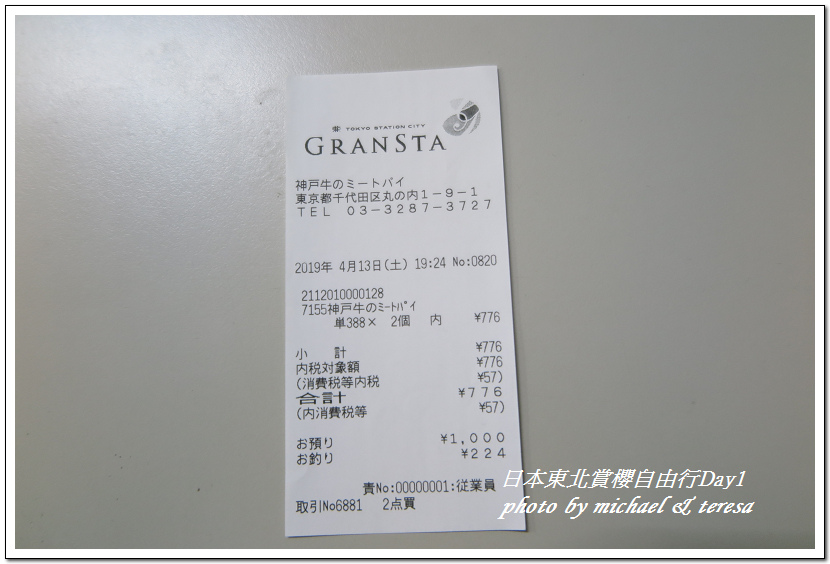 TOKYO STATION CITY
GRANSTA
神戸牛のミートパイ
東京都千代田区丸の内1-9-1
TEL 03-3287-3727
2019年 4月13日(土) 19:24 No:0820
2112010000128
7155神戸牛のﾐｰﾄﾊﾟｲ
単388× 2個 内 ¥776
小 計 ¥776
内税対象額 ¥776
(消費税等内税 ¥57)
合計 ¥776
(内消費税等 ¥57)
お預り ¥1,000
お釣り ¥224
責No:00000001:従業員
取引No6881 2点買
日本東北賞櫻自由行Day1
photo by michael & teresa